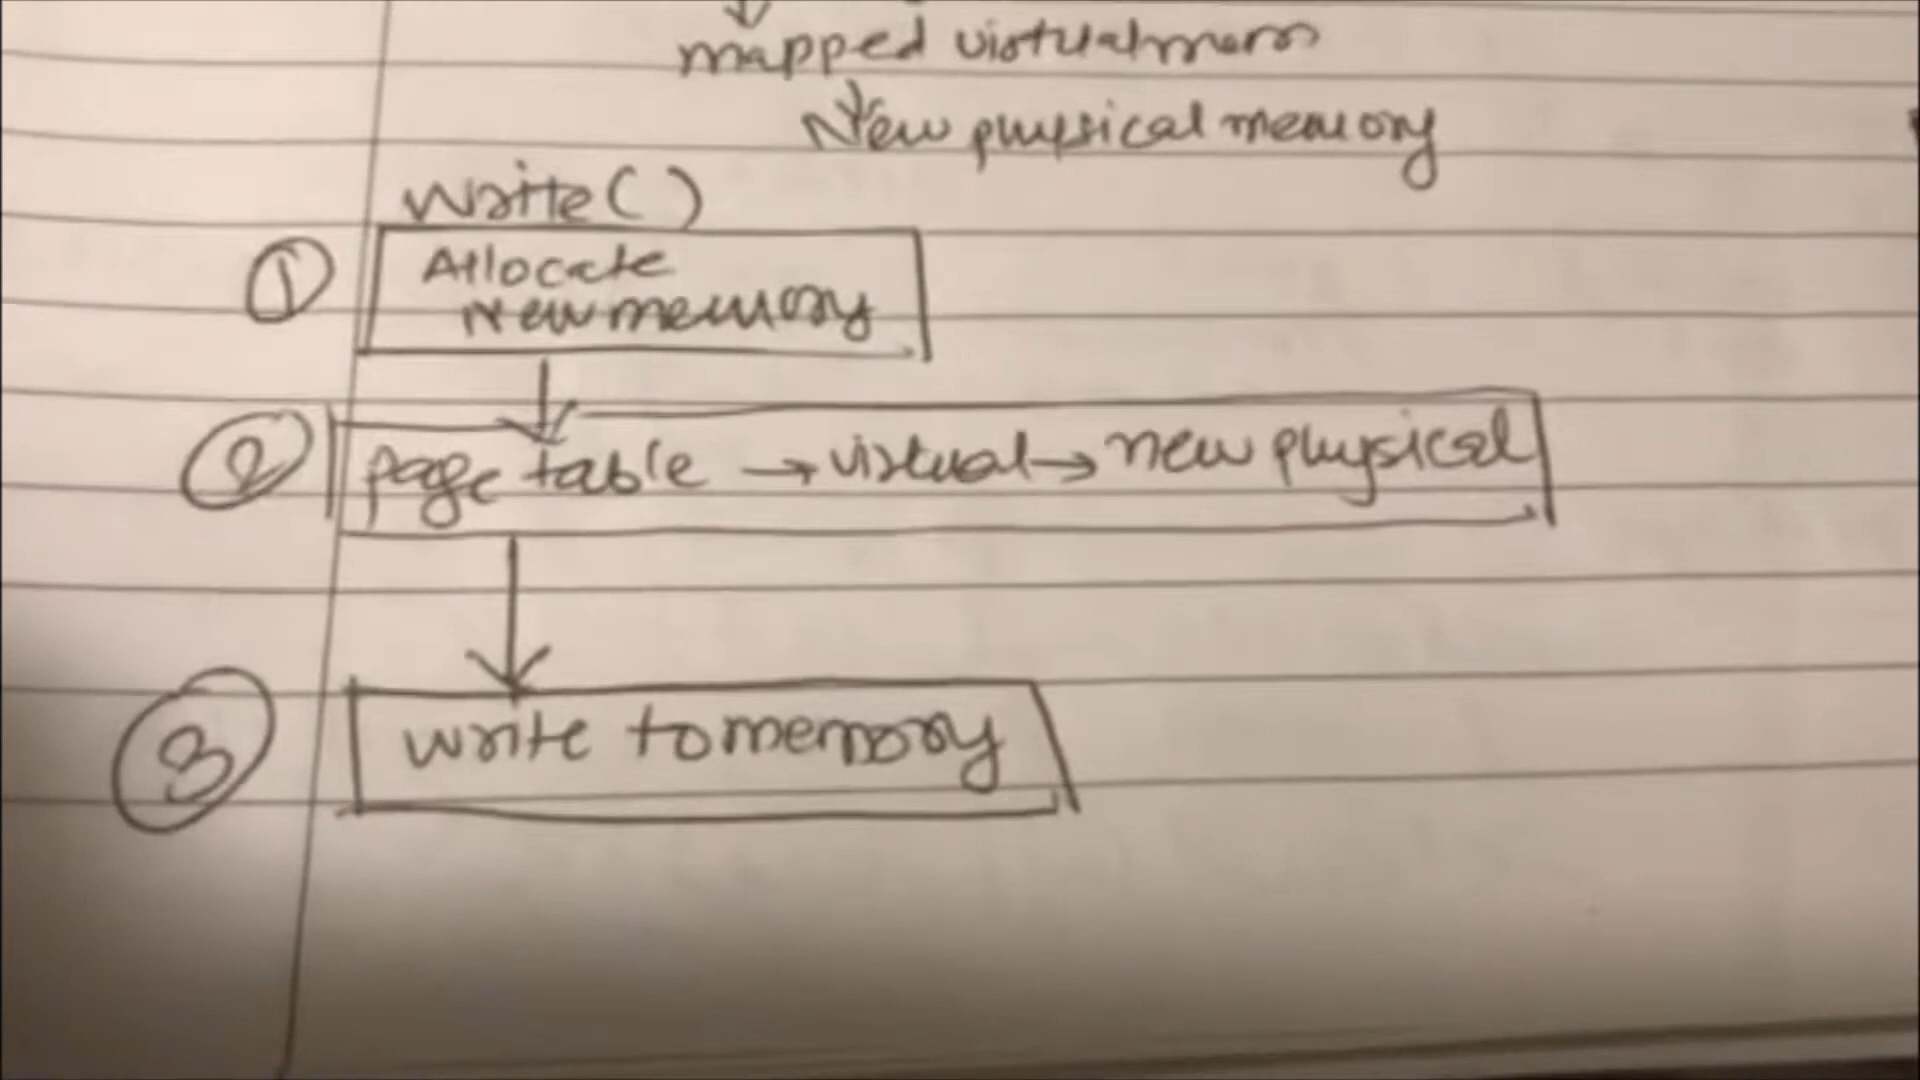 mapped virtual mem
New physical memory
write()
① Allocate
New memory
② page table → virtual → new physical
③ write to memory